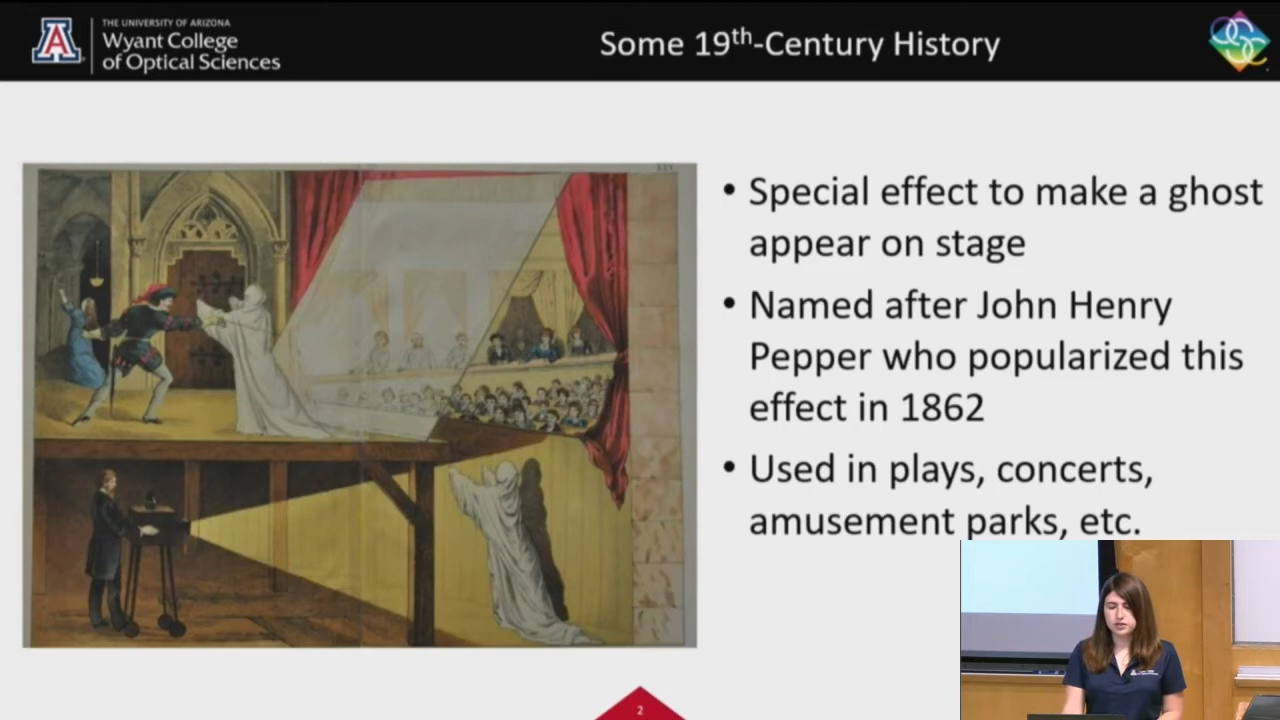 THE UNIVERSITY OF ARIZONA
Wyant College
of Optical Sciences
Some 19th-Century History
• Special effect to make a ghost
appear on stage
• Named after John Henry
Pepper who popularized this
effect in 1862
• Used in plays, concerts,
amusement parks, etc.
2